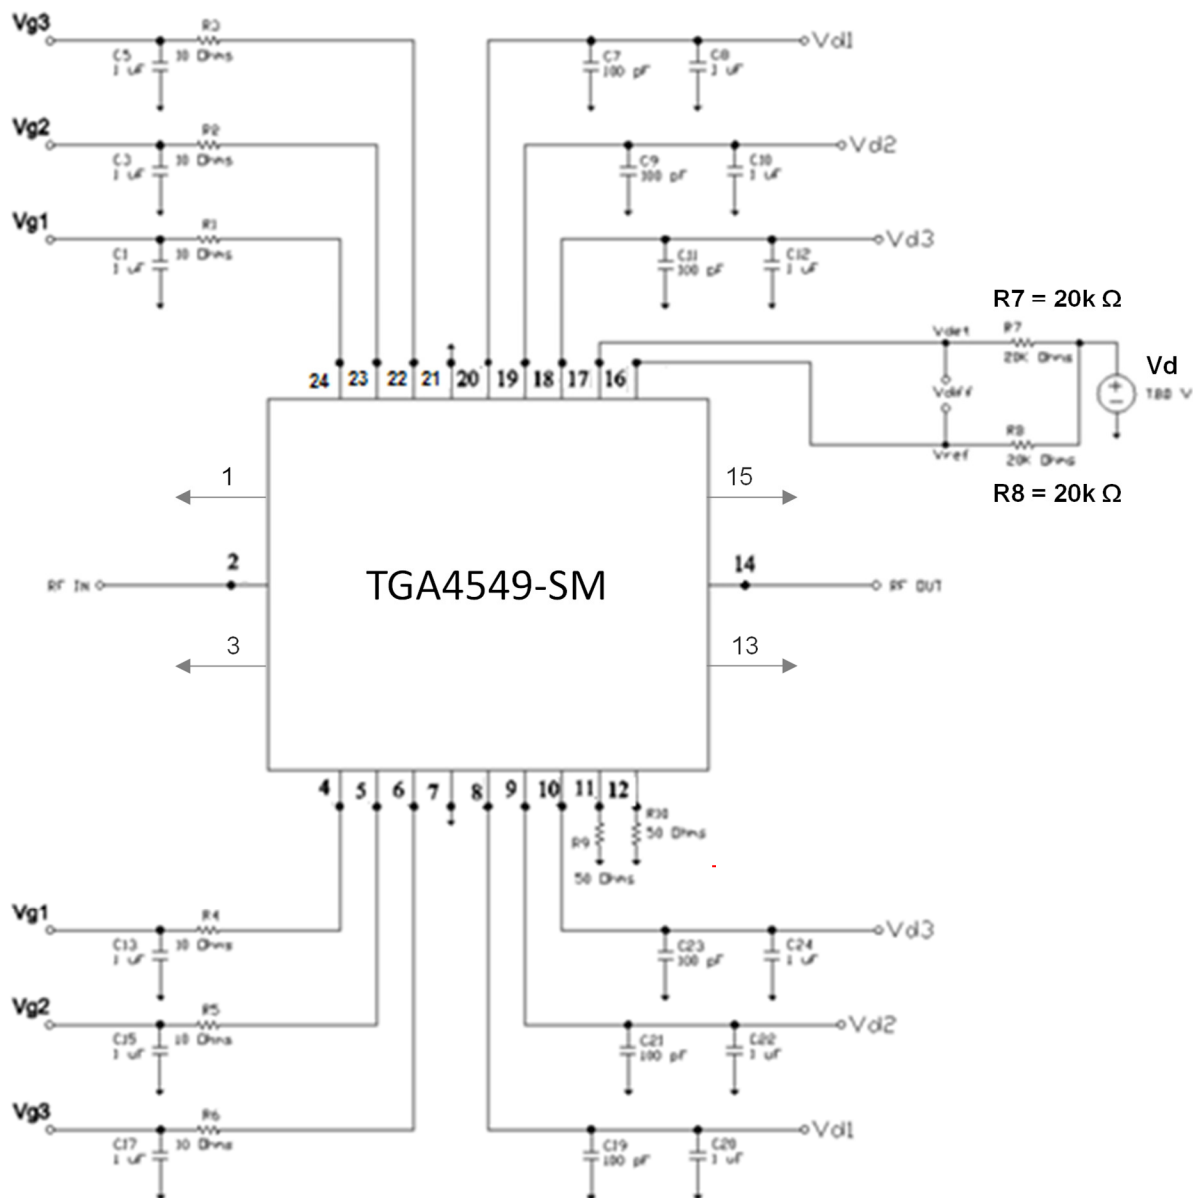 Vg3
R3
C5
10 Ohms
1 uF
C7
100 pF
C8
1 uF
Vd1
Vg2
R2
C3
10 Ohms
1 uF
C9
100 pF
C10
1 uF
Vd2
Vg1
R1
C1
10 Ohms
1 uF
C11
100 pF
C12
1 uF
Vd3
R7 = 20k Ω
Vdet
R7
20K Ohms
Vd
Vdiff
TBD V
R8
Vref
20K Ohms
R8 = 20k Ω
24 23 22 21 20 19 18 17 16
1
15
2
14
RF IN
TGA4549-SM
RF OUT
3
13
4 5 6 7 8 9 10 11 12
R10
50 Ohms
R9
50 Ohms
Vg1
R4
C13
10 Ohms
1 uF
C23
100 pF
C24
1 uF
Vd3
Vg2
R5
C15
10 Ohms
1 uF
C21
100 pF
C22
1 uF
Vd2
Vg3
R6
C17
10 Ohms
1 uF
C19
100 pF
C20
1 uF
Vd1